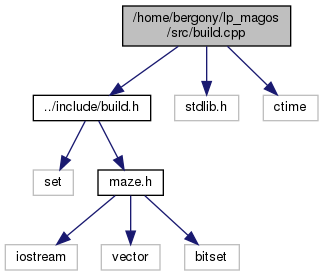 /home/bergony/lp_magos
/src/build.cpp
../include/build.h
stdlib.h
ctime
set
maze.h
iostream
vector
bitset